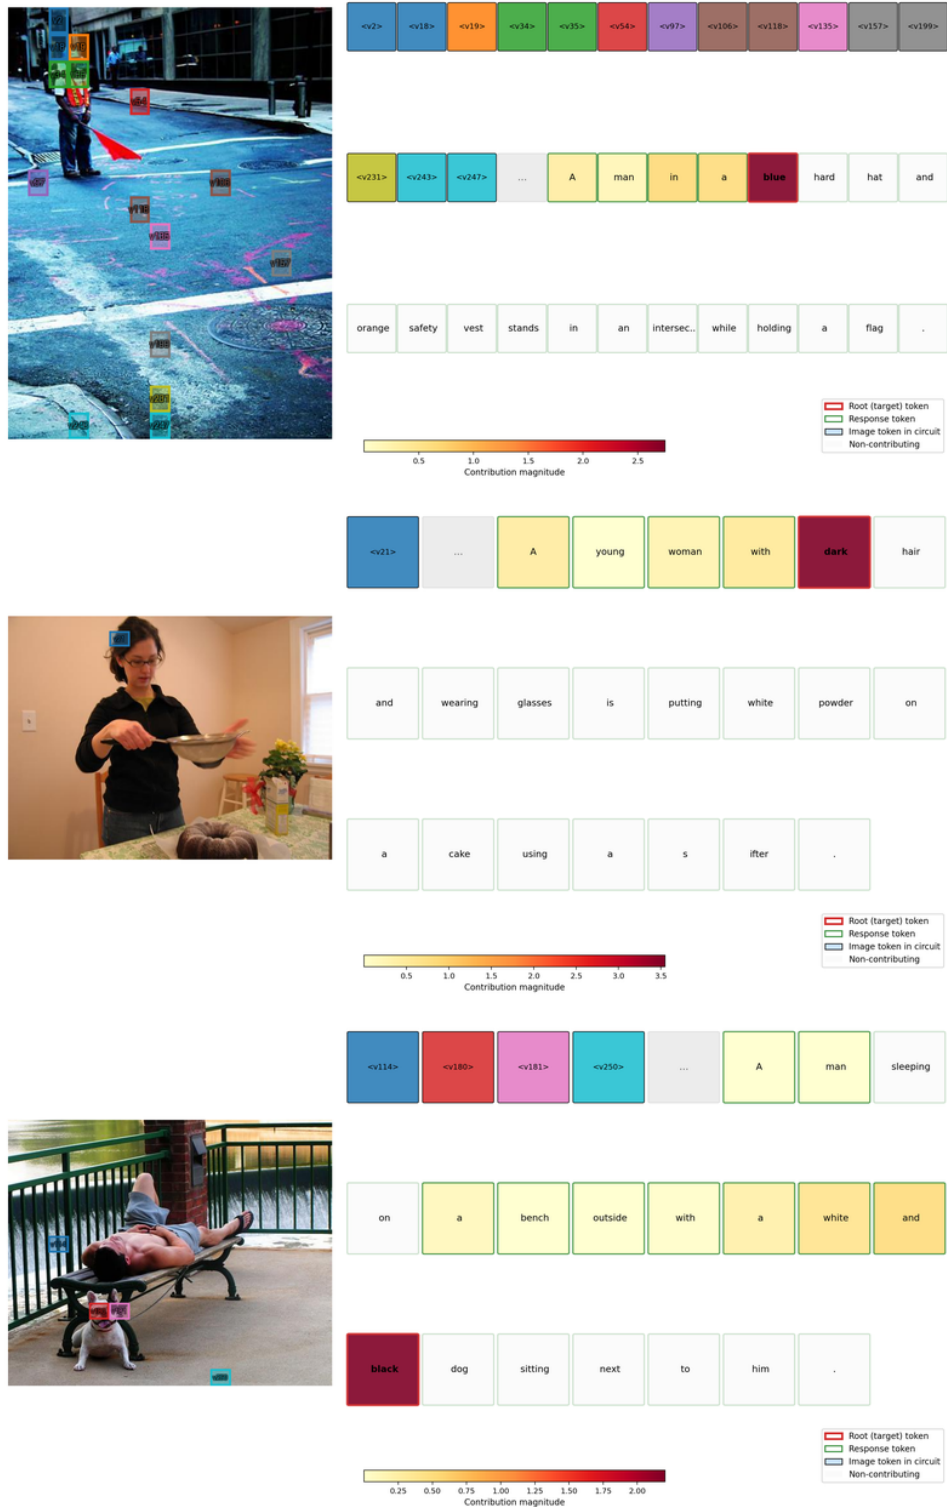 <v2> <v18> <v19> <v34> <v35> <v54> <v97> <v106> <v118> <v135> <v157> <v199>
<v231> <v243> <v247> ... A man in a blue hard hat and
orange safety vest stands in an intersec.. while holding a flag .
Root (target) token
Response token
Image token in circuit
Non-contributing
0.5 1.0 1.5 2.0 2.5
Contribution magnitude
<v21> ... A young woman with dark hair
and wearing glasses is putting white powder on
a cake using a s ifter .
Root (target) token
Response token
Image token in circuit
Non-contributing
0.5 1.0 1.5 2.0 2.5 3.0 3.5
Contribution magnitude
<v114> <v180> <v181> <v250> ... A man sleeping
on a bench outside with a white and
black dog sitting next to him .
Root (target) token
Response token
Image token in circuit
Non-contributing
0.25 0.50 0.75 1.00 1.25 1.50 1.75 2.00
Contribution magnitude